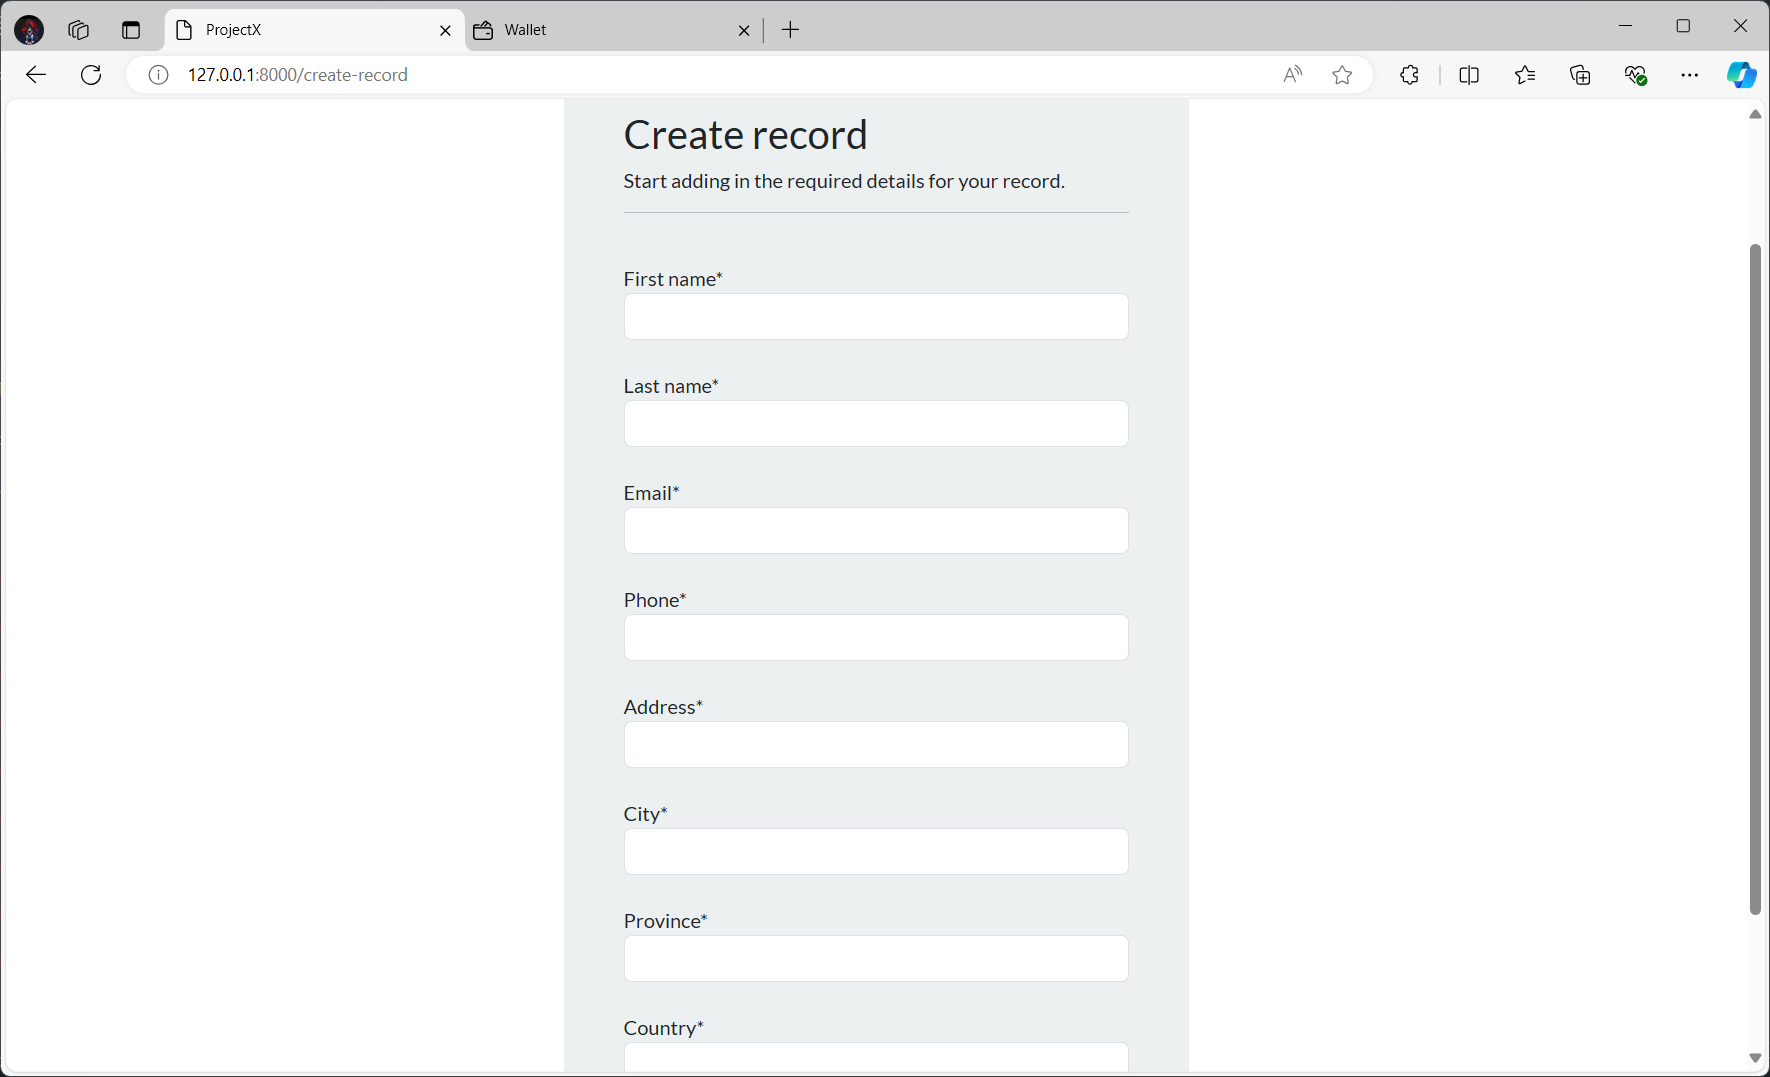 ProjectX
Wallet
127.0.0.1:8000/create-record
Create record
Start adding in the required details for your record.
First name*
Last name*
Email*
Phone*
Address*
City*
Province*
Country*